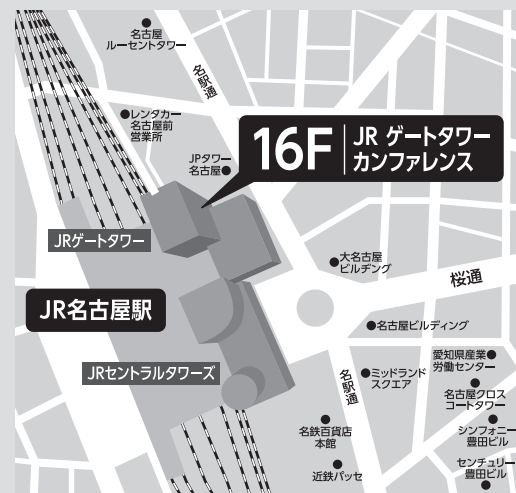 名古屋
ルーセントタワー
名駅通
レンタカー
名古屋前
営業所
JPタワー
名古屋
16F
JR ゲートタワー
カンファレンス
JRゲートタワー
大名古屋
ビルヂング
桜通
JR名古屋駅
名古屋ビルディング
愛知県産業
労働センター
JRセントラルタワーズ
名駅通
ミッドランド
スクエア
名古屋クロス
コートタワー
名鉄百貨店
本館
シンフォニー
豊田ビル
近鉄パッセ
センチュリー
豊田ビル